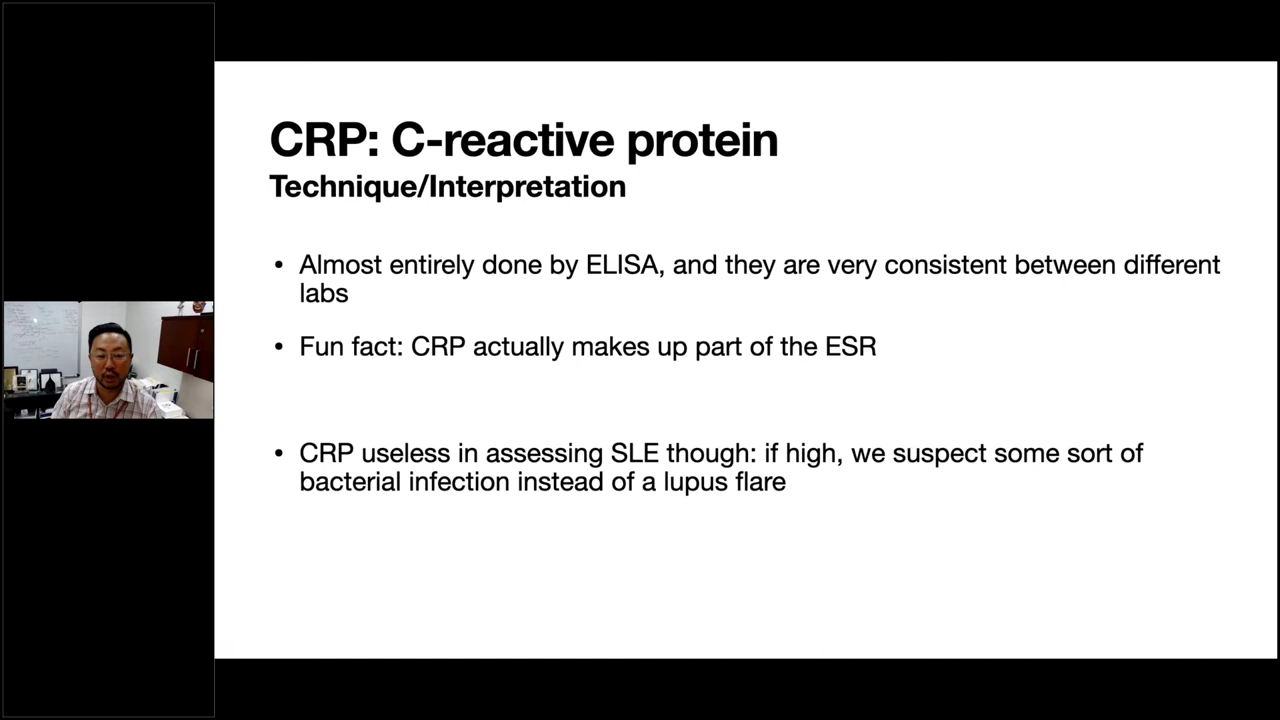 CRP: C-reactive protein
Technique/Interpretation
• Almost entirely done by ELISA, and they are very consistent between different
labs
• Fun fact: CRP actually makes up part of the ESR
• CRP useless in assessing SLE though: if high, we suspect some sort of
bacterial infection instead of a lupus flare